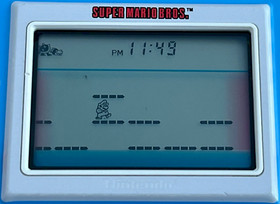 SUPER MARIO BROS.™
PM 11:49
Nintendo